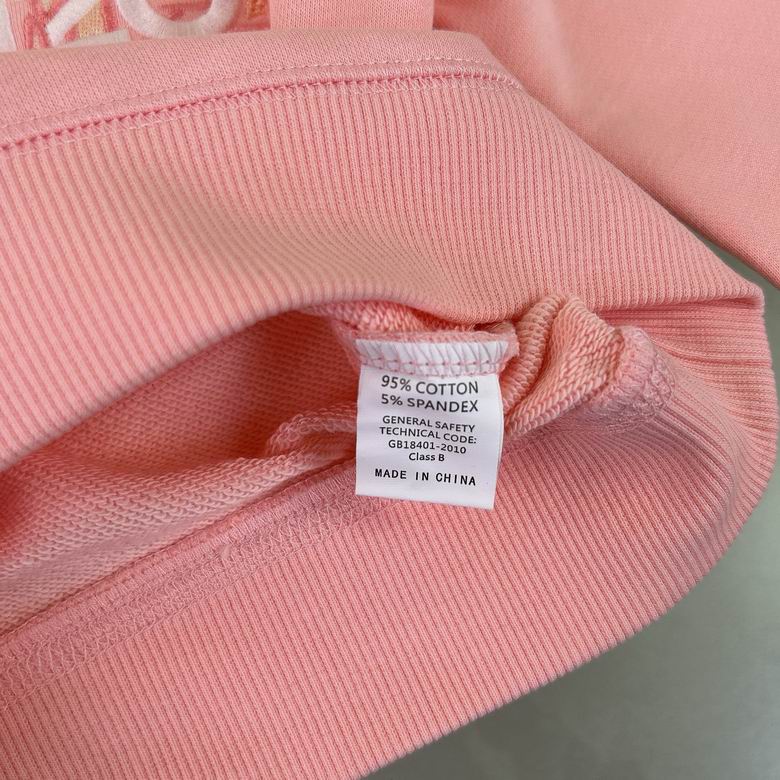 95% COTTON
5% SPANDEX
GENERAL SAFETY
TECHNICAL CODE:
GB18401-2010
Class B
MADE IN CHINA